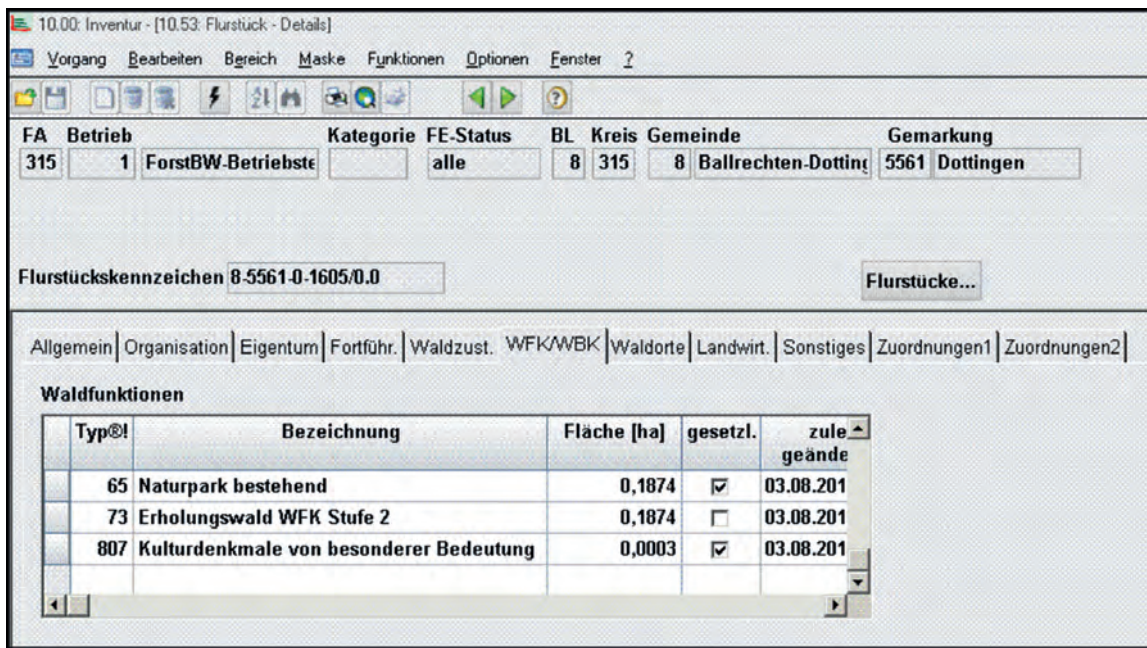 10.00: Inventur - [10.53: Flurstück - Details]
Vorgang Bearbeiten Bereich Maske Funktionen Optionen Fenster ?
FA Betrieb Kategorie FE-Status BL Kreis Gemeinde Gemarkung
315 1 ForstBW-Betriebste alle 8 315 8 Ballrechten-Dotting 5561 Dottingen
Flurstückskennzeichen 8-5561-0-1605/0.0 Flurstücke...
Allgemein Organisation Eigentum Fortführ. Waldzust. WFK/WBK Waldorte Landwirt. Sonstiges Zuordnungen1 Zuordnungen2
Waldfunktionen
Typ®! Bezeichnung Fläche [ha] gesetzl. zule
geände
65 Naturpark bestehend 0,1874 03.08.201
73 Erholungswald WFK Stufe 2 0,1874 03.08.201
807 Kulturdenkmale von besonderer Bedeutung 0,0003 03.08.201